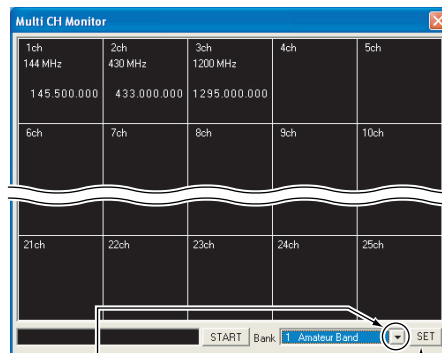 Multi CH Monitor
1ch 2ch 3ch 4ch 5ch
144 MHz 430 MHz 1200 MHz
145.500.000 433.000.000 1295.000.000
6ch 7ch 8ch 9ch 10ch
21ch 22ch 23ch 24ch 25ch
START Bank 1 Amateur Band SET